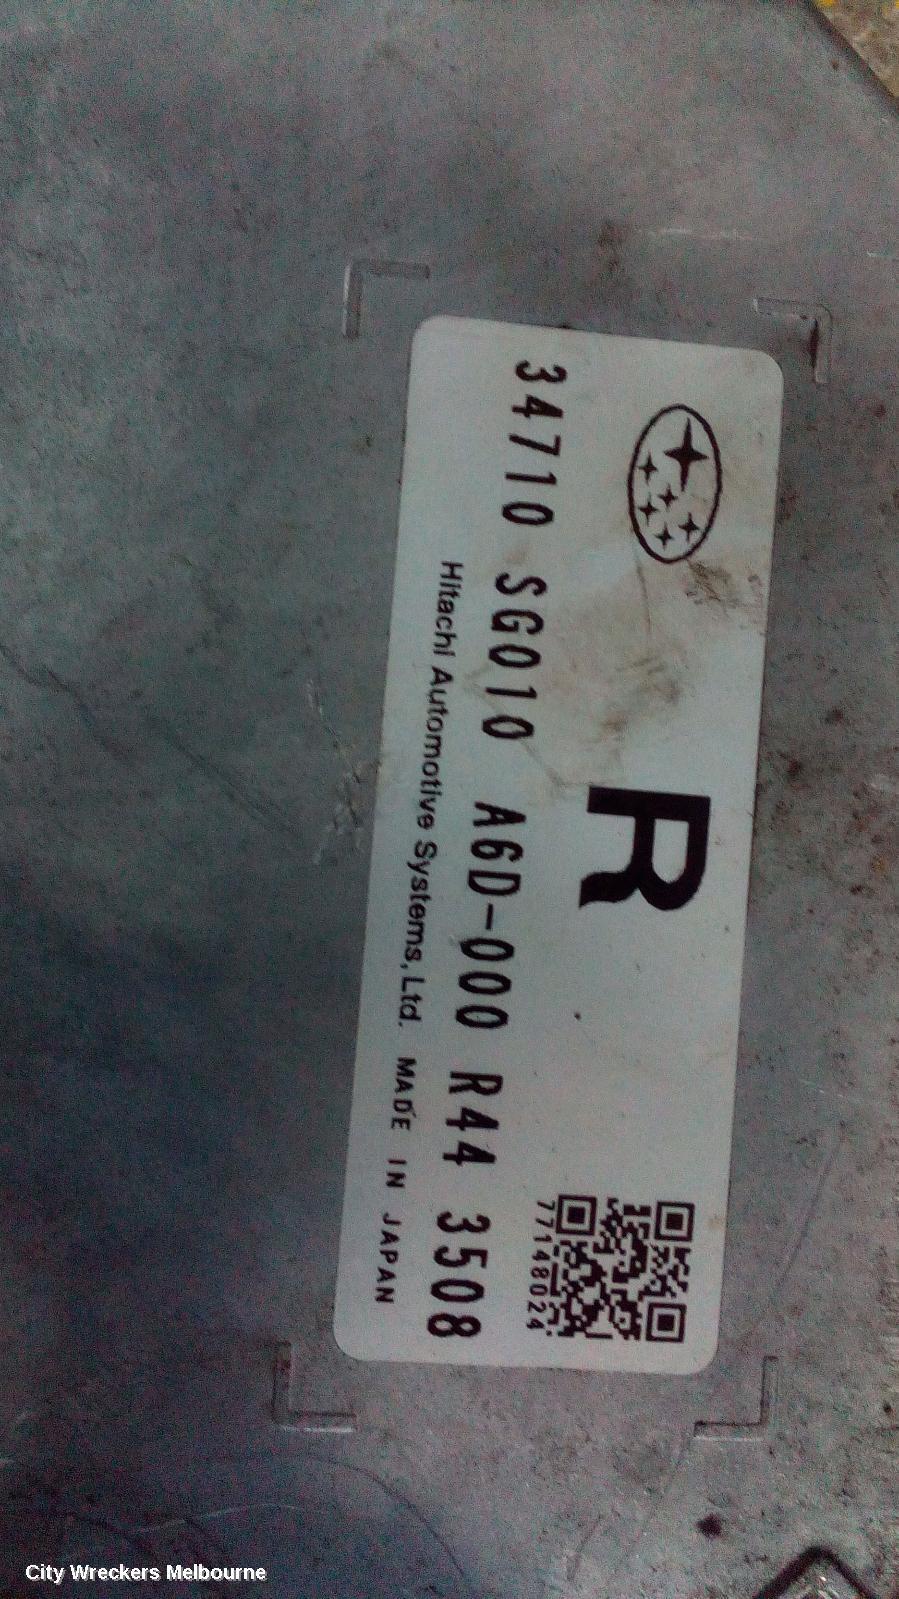 R
77148024
34710 SG010 A6D-000 R44 3508
Hitachi Automotive Systems, Ltd. MADE IN JAPAN
City Wreckers Melbourne